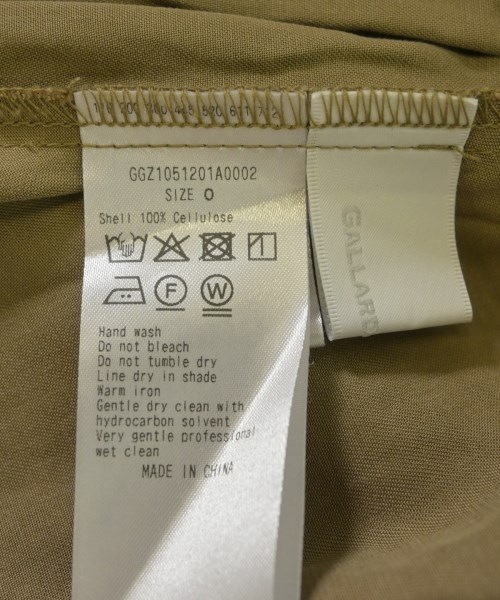 GGZ1051201A0002
SIZE 0
Shell 100% Cellulose
F
W
Hand wash
Do not bleach
Do not tumble dry
Line dry in shade
Warm iron
Gentle dry clean with
hydrocarbon solvent
Very gentle professional
wet clean
MADE IN CHINA